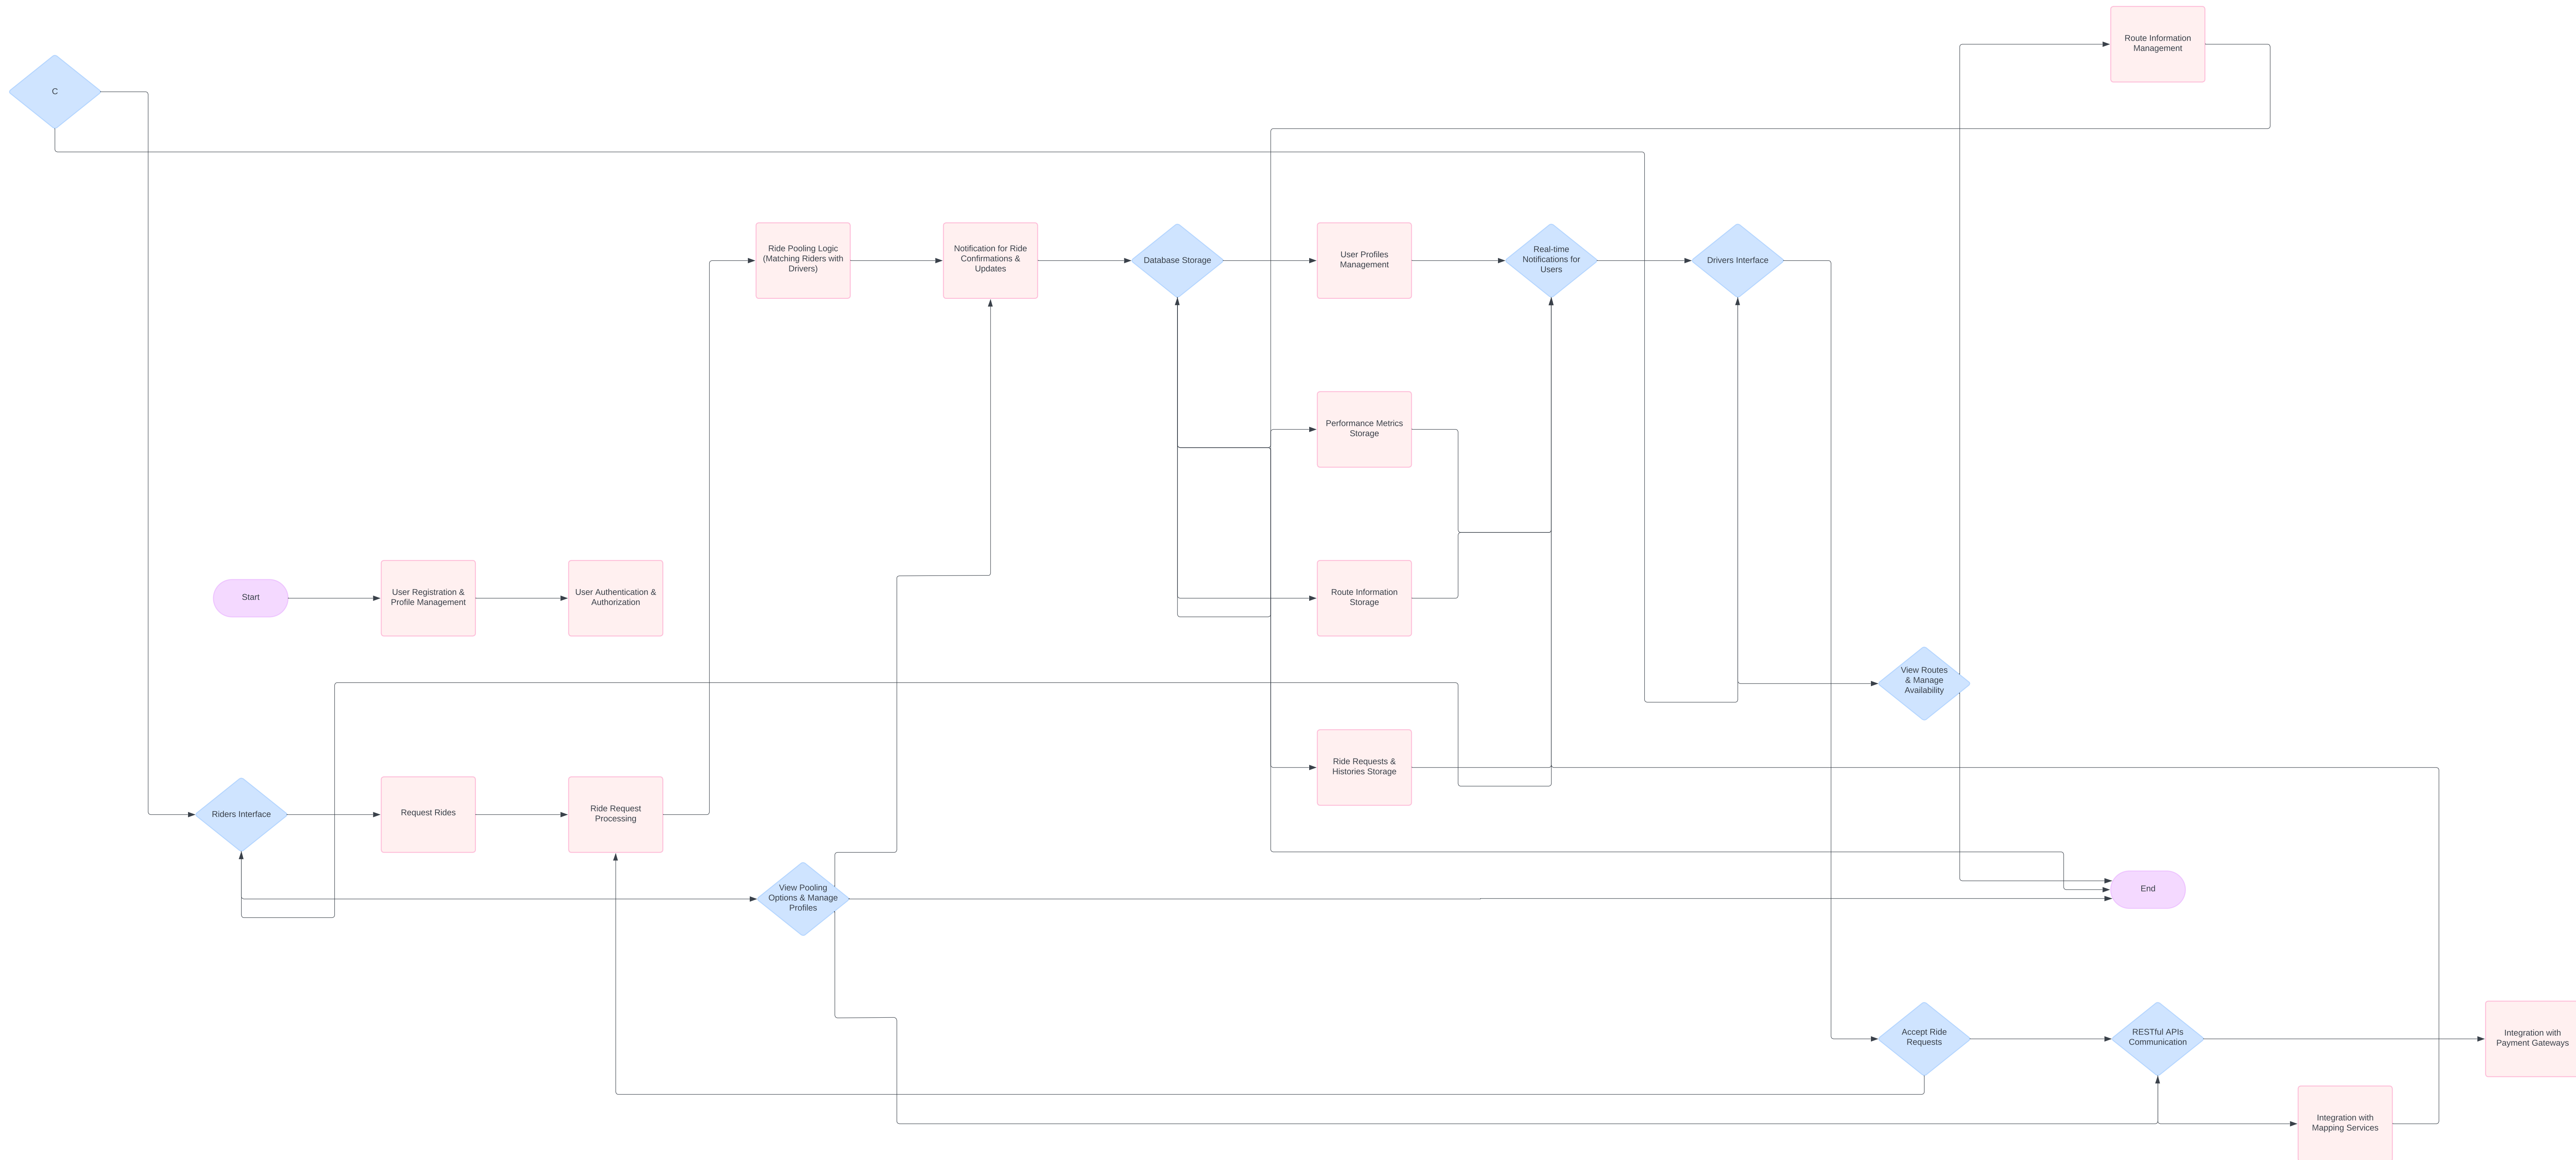 Route Information
Management
C
Ride Pooling Logic
(Matching Riders with
Drivers)
Notification for Ride
Confirmations &
Updates
Database Storage
User Profiles
Management
Real-time
Notifications for
Users
Drivers Interface
Performance Metrics
Storage
Start
User Registration &
Profile Management
User Authentication &
Authorization
Route Information
Storage
View Routes
& Manage
Availability
Ride Requests &
Histories Storage
Riders Interface
Request Rides
Ride Request
Processing
View Pooling
Options & Manage
Profiles
End
Accept Ride
Requests
RESTful APIs
Communication
Integration with
Payment Gateways
Integration with
Mapping Services